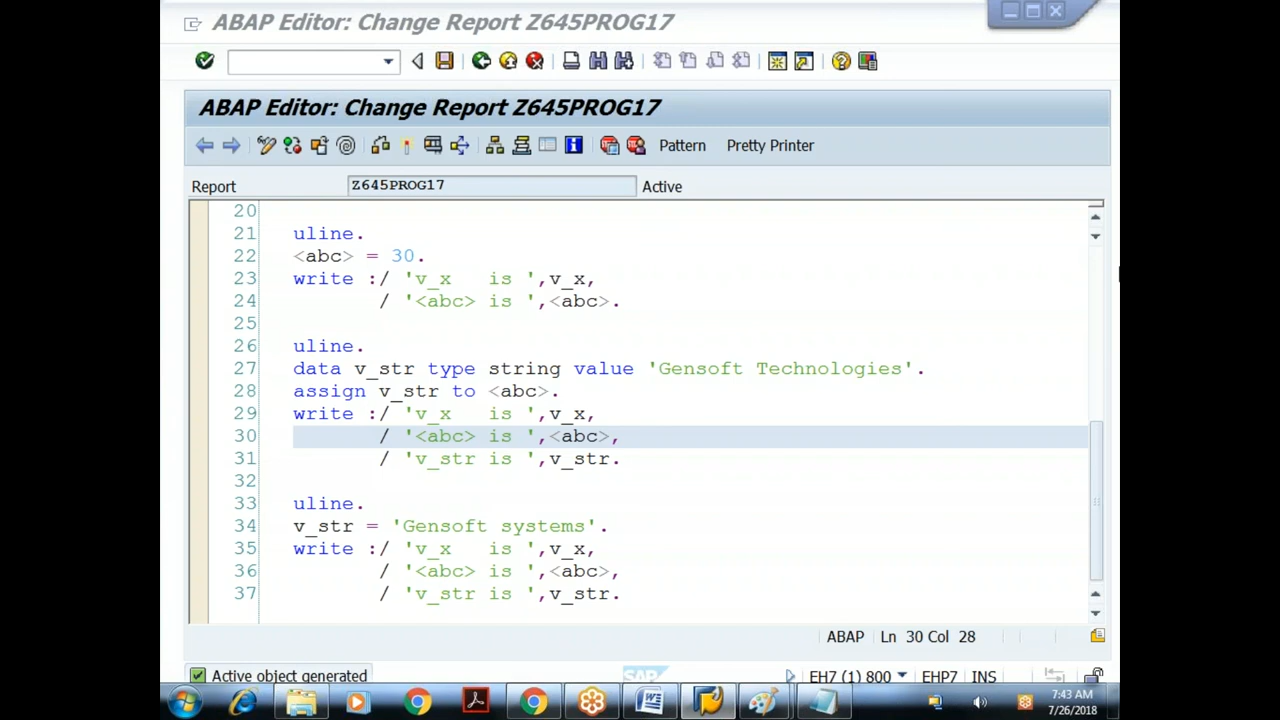 ABAP Editor: Change Report Z645PROG17
ABAP Editor: Change Report Z645PROG17
Pattern Pretty Printer
Report Z645PROG17 Active
20
21 uline.
22 <abc> = 30.
23 write :/ 'v_x   is ',v_x,
24 / '<abc> is ',<abc>.
25
26 uline.
27 data v_str type string value 'Gensoft Technologies'.
28 assign v_str to <abc>.
29 write :/ 'v_x   is ',v_x,
30 / '<abc> is ',<abc>,
31 / 'v_str is ',v_str.
32
33 uline.
34 v_str = 'Gensoft systems'.
35 write :/ 'v_x   is ',v_x,
36 / '<abc> is ',<abc>,
37 / 'v_str is ',v_str.
ABAP Ln 30 Col 28
Active object generated SAP EH7 (1) 800 EHP7 INS
7:43 AM
7/26/2018